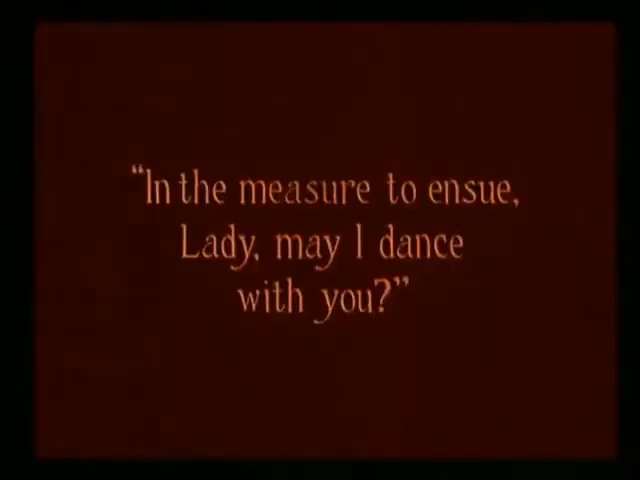 “In the measure to ensue,
Lady, may I dance
with you?”